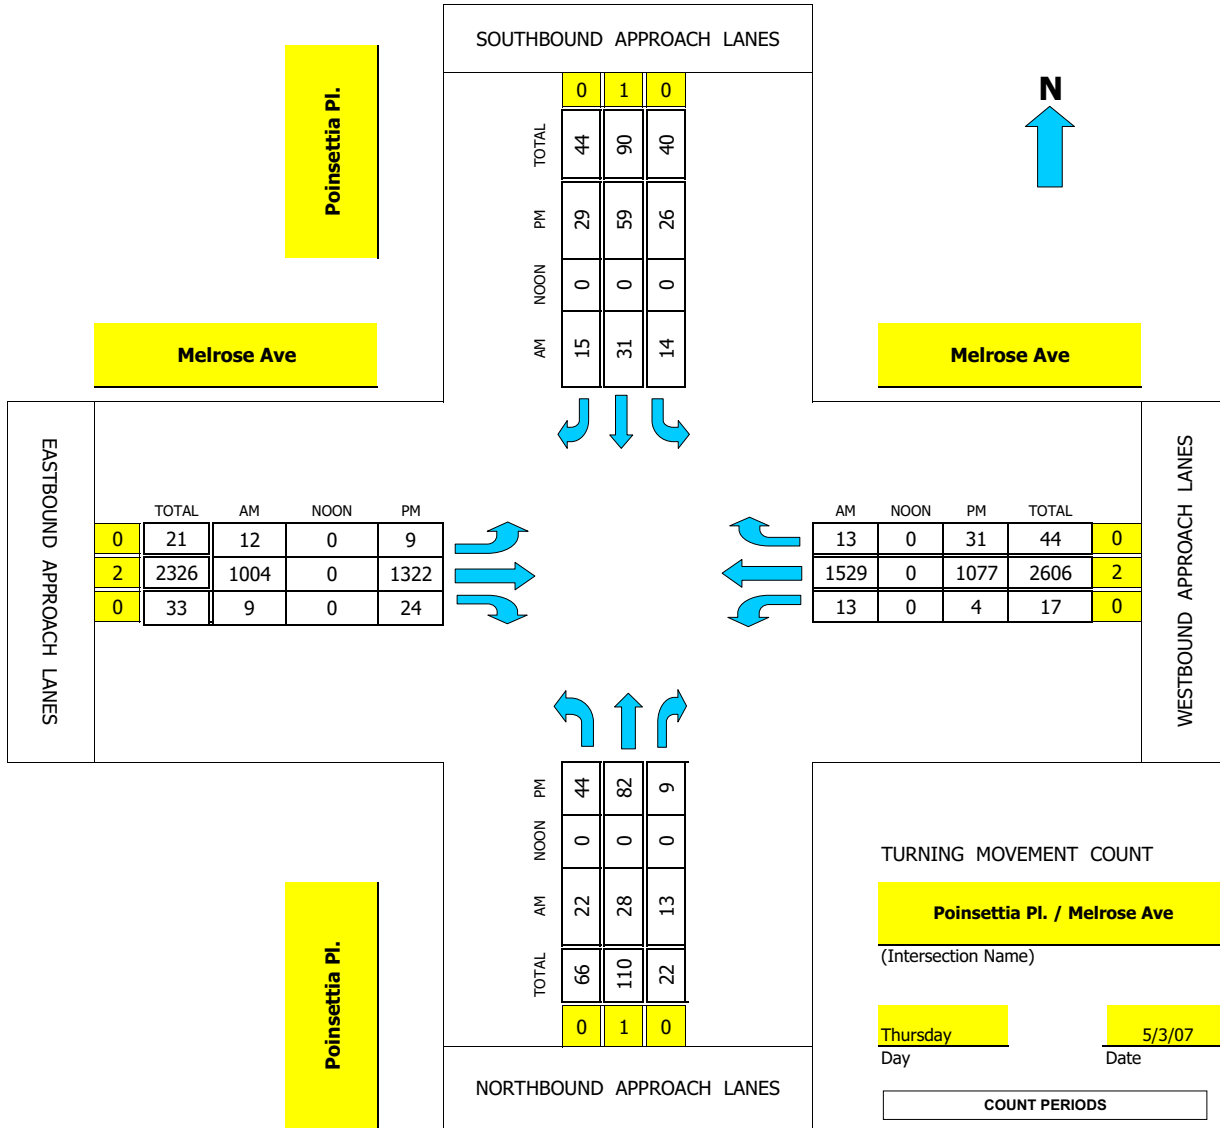 SOUTHBOUND APPROACH LANES
0 1 0
TOTAL 44 90 40
PM 29 59 26
NOON 0 0 0
AM 15 31 14
N
Poinsettia Pl.
Melrose Ave
Melrose Ave
EASTBOUND APPROACH LANES
TOTAL AM NOON PM
0 21 12 0 9
2 2326 1004 0 1322
0 33 9 0 24
AM NOON PM TOTAL
13 0 31 44 0
1529 0 1077 2606 2
13 0 4 17 0
WESTBOUND APPROACH LANES
PM 44 82 9
NOON 0 0 0
AM 22 28 13
TOTAL 66 110 22
0 1 0
NORTHBOUND APPROACH LANES
Poinsettia Pl.
TURNING MOVEMENT COUNT
Poinsettia Pl. / Melrose Ave
(Intersection Name)
Thursday 5/3/07
Day Date
COUNT PERIODS